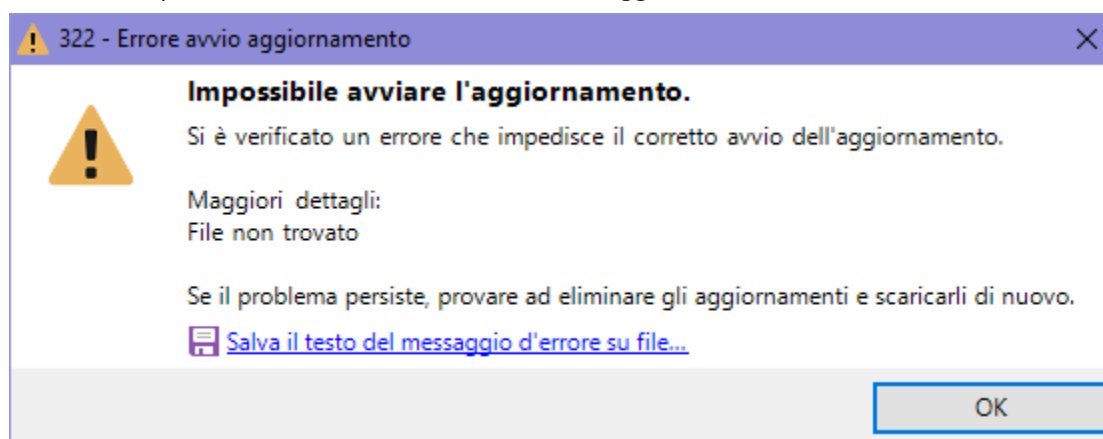 322 - Errore avvio aggiornamento
Impossibile avviare l'aggiornamento.
Si è verificato un errore che impedisce il corretto avvio dell'aggiornamento.
Maggiori dettagli:
File non trovato
Se il problema persiste, provare ad eliminare gli aggiornamenti e scaricarli di nuovo.
Salva il testo del messaggio d'errore su file...
OK